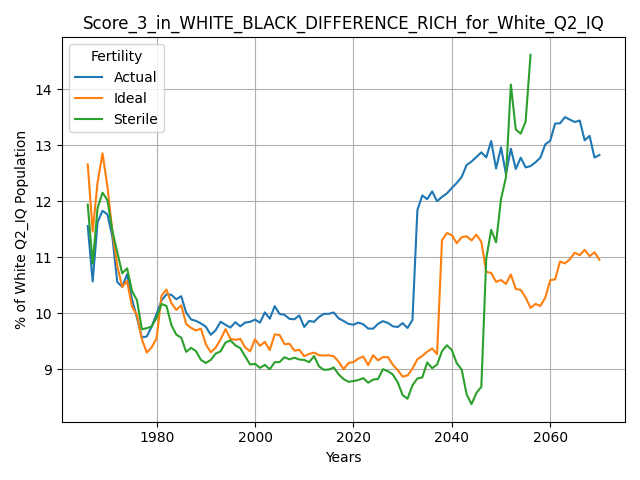 Score_3_in_WHITE_BLACK_DIFFERENCE_RICH_for_White_Q2_IQ
Fertility
Actual
Ideal
Sterile
% of White Q2_IQ Population
14
13
12
11
10
9
1980 2000 2020 2040 2060
Years